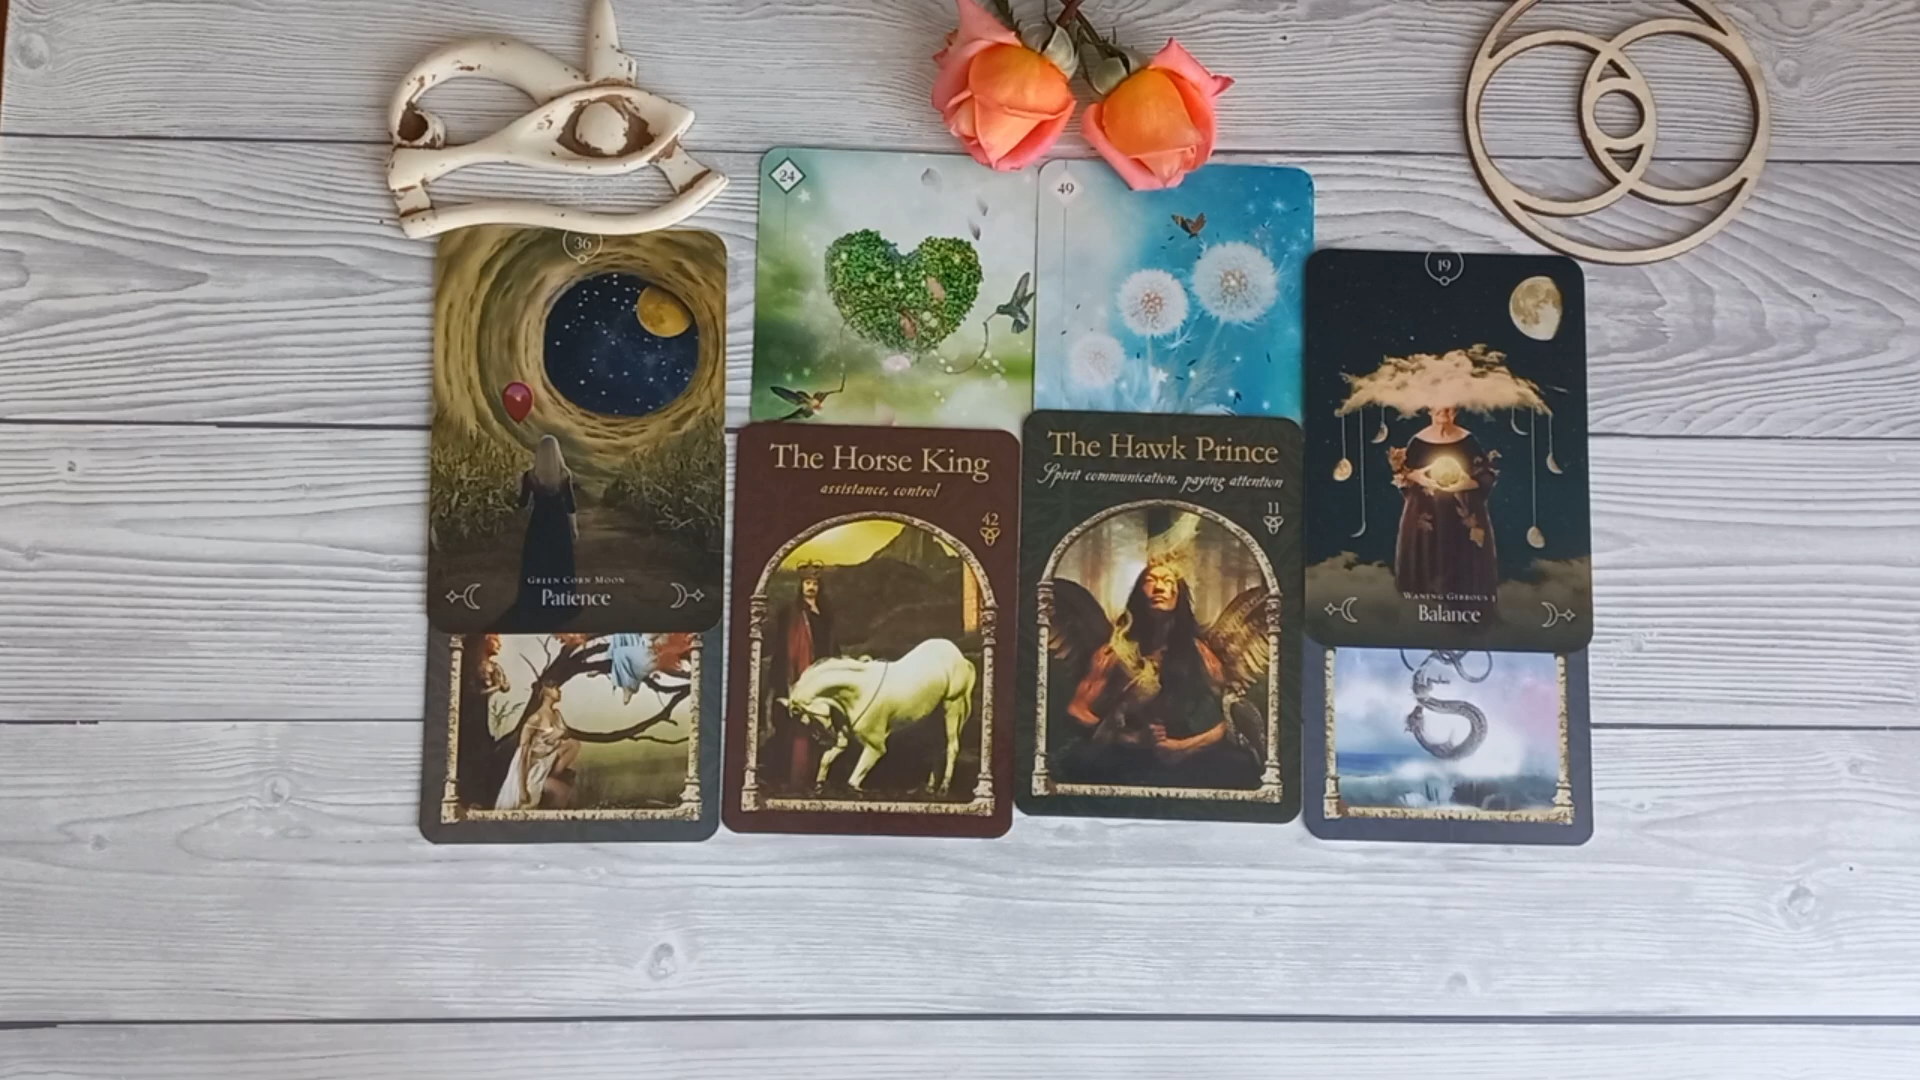 36
Green Corn Moon
Patience
24
49
The Horse King
assistance, control
42
The Hawk Prince
Spirit communication, paying attention
11
19
Waning Gibbous 3
Balance